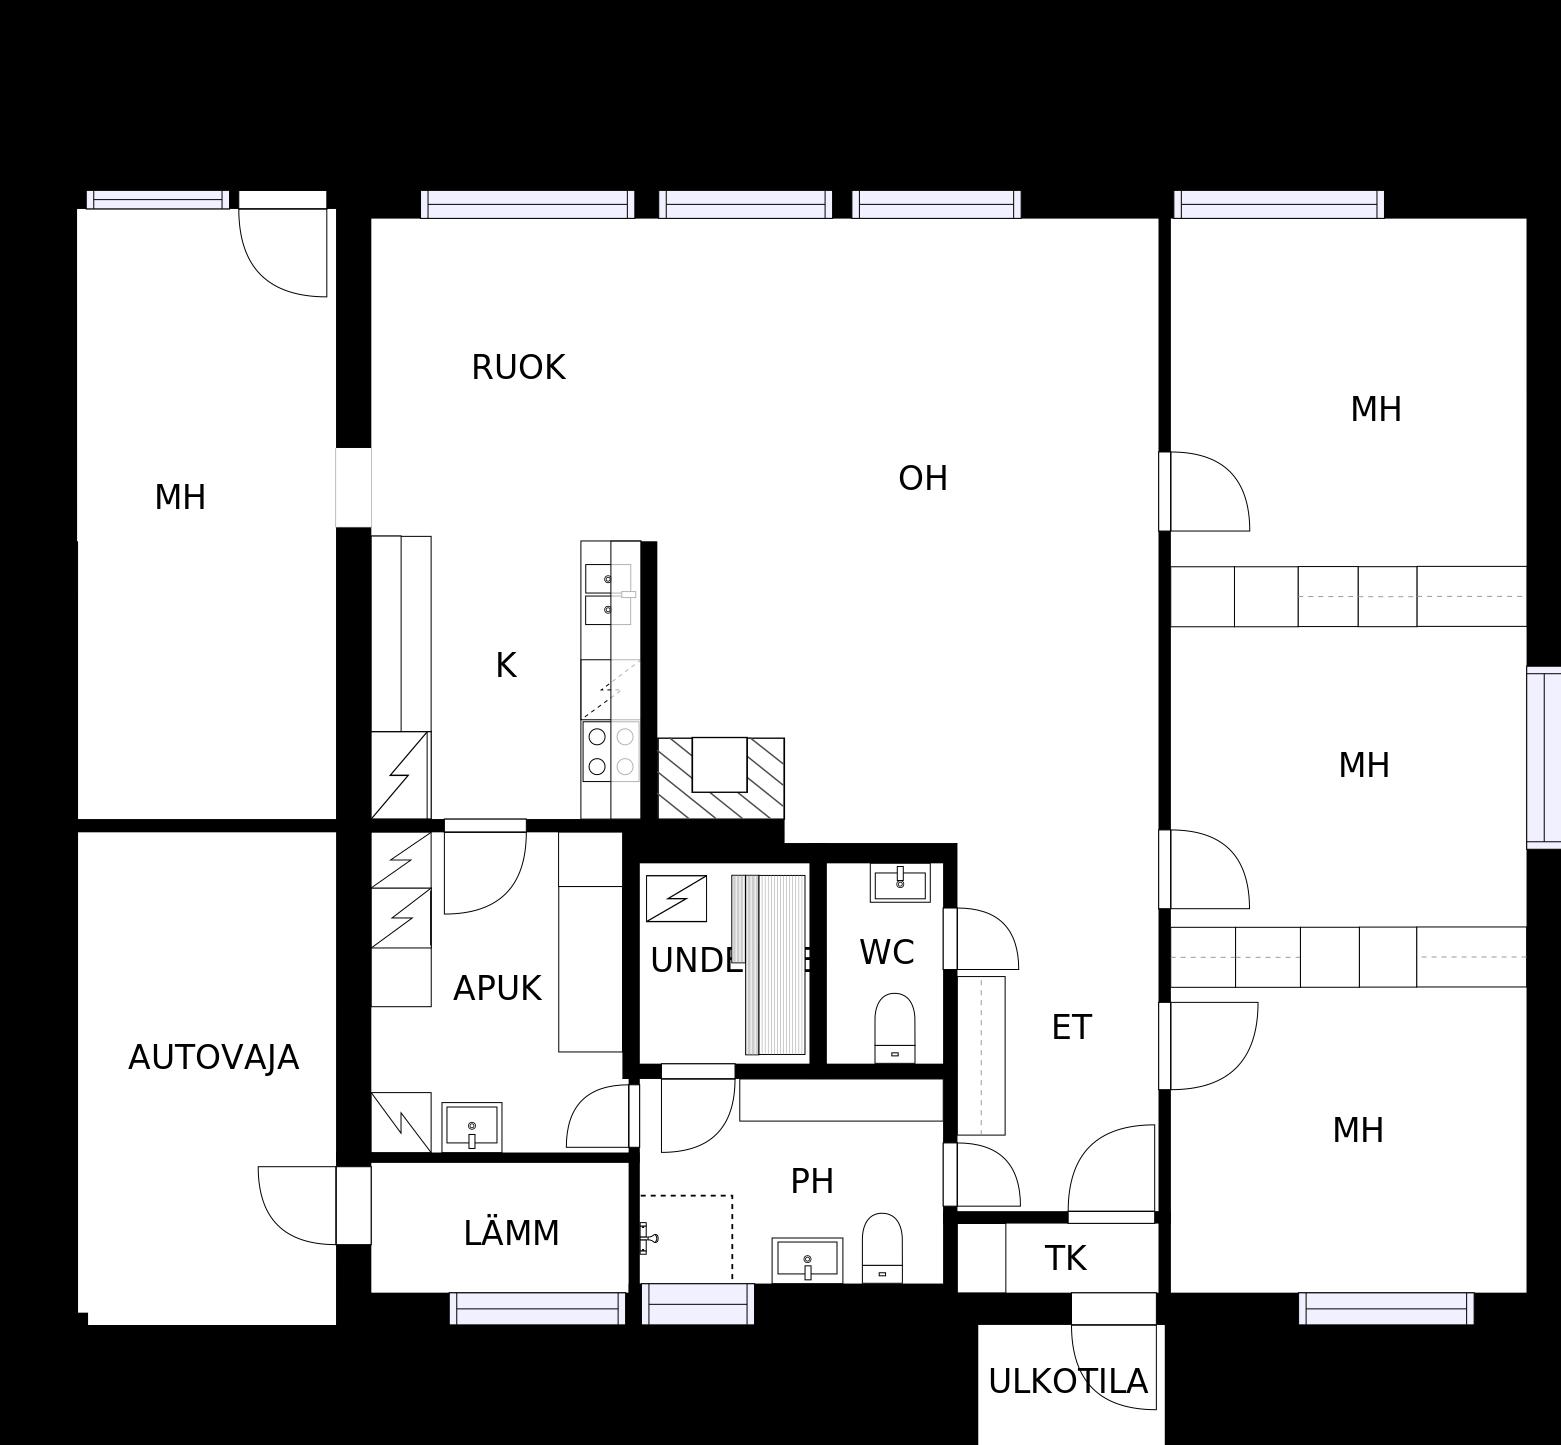 RUOK
MH
OH
MH
K
MH
UNDE
WC
APUK
ET
AUTOVAJA
MH
PH
LÄMM
TK
ULKOTILA